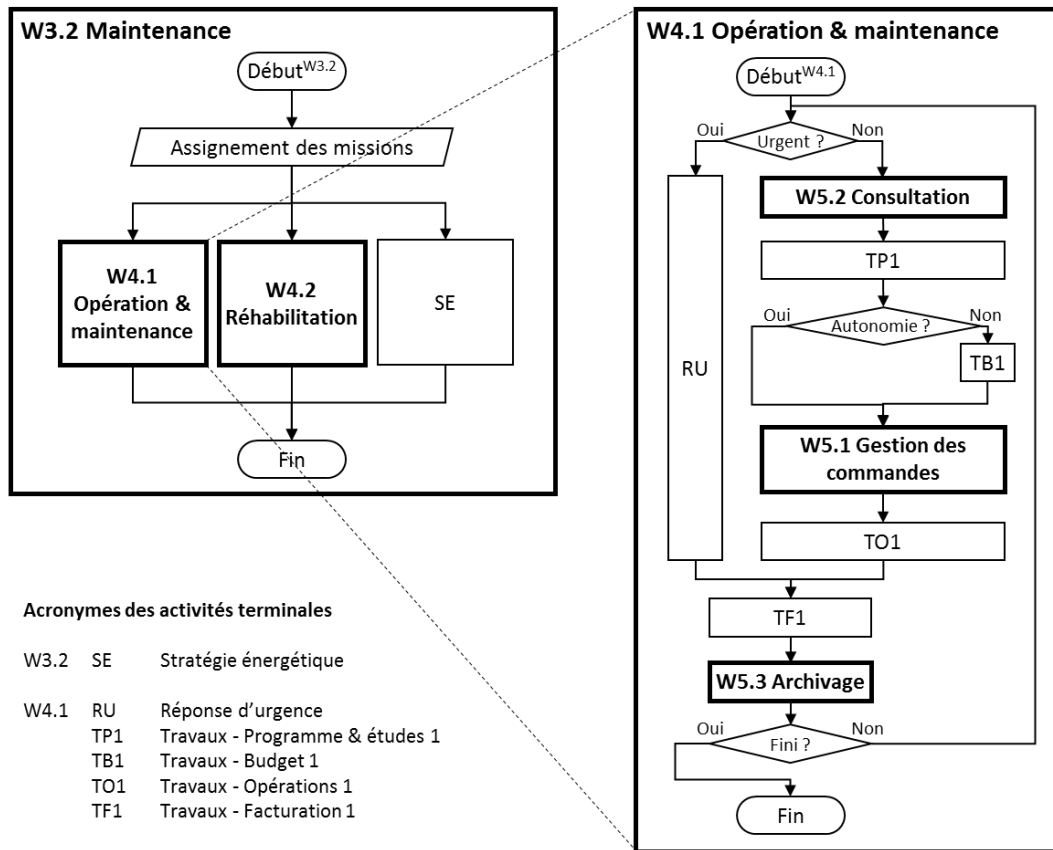 W3.2 Maintenance
Début^W3.2
Assignement des missions
W4.1
Opération &
maintenance
W4.2
Réhabilitation
SE
Fin
Acronymes des activités terminales
W3.2 SE Stratégie énergétique
W4.1 RU Réponse d’urgence
TP1 Travaux - Programme & études 1
TB1 Travaux - Budget 1
TO1 Travaux - Opérations 1
TF1 Travaux - Facturation 1
W4.1 Opération & maintenance
Début^W4.1
Oui
Urgent ?
Non
W5.2 Consultation
TP1
Oui
Autonomie ?
Non
RU
TB1
W5.1 Gestion des
commandes
TO1
TF1
W5.3 Archivage
Oui
Fini ?
Non
Fin